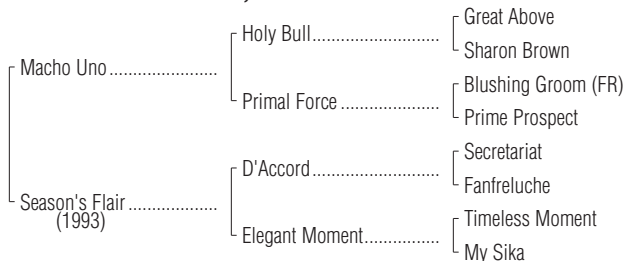 Great Above
Holy Bull
Sharon Brown
Macho Uno
Blushing Groom (FR)
Primal Force
Prime Prospect
Secretariat
D'Accord
Fanfreluche
Season's Flair
(1993)
Timeless Moment
Elegant Moment
My Sika